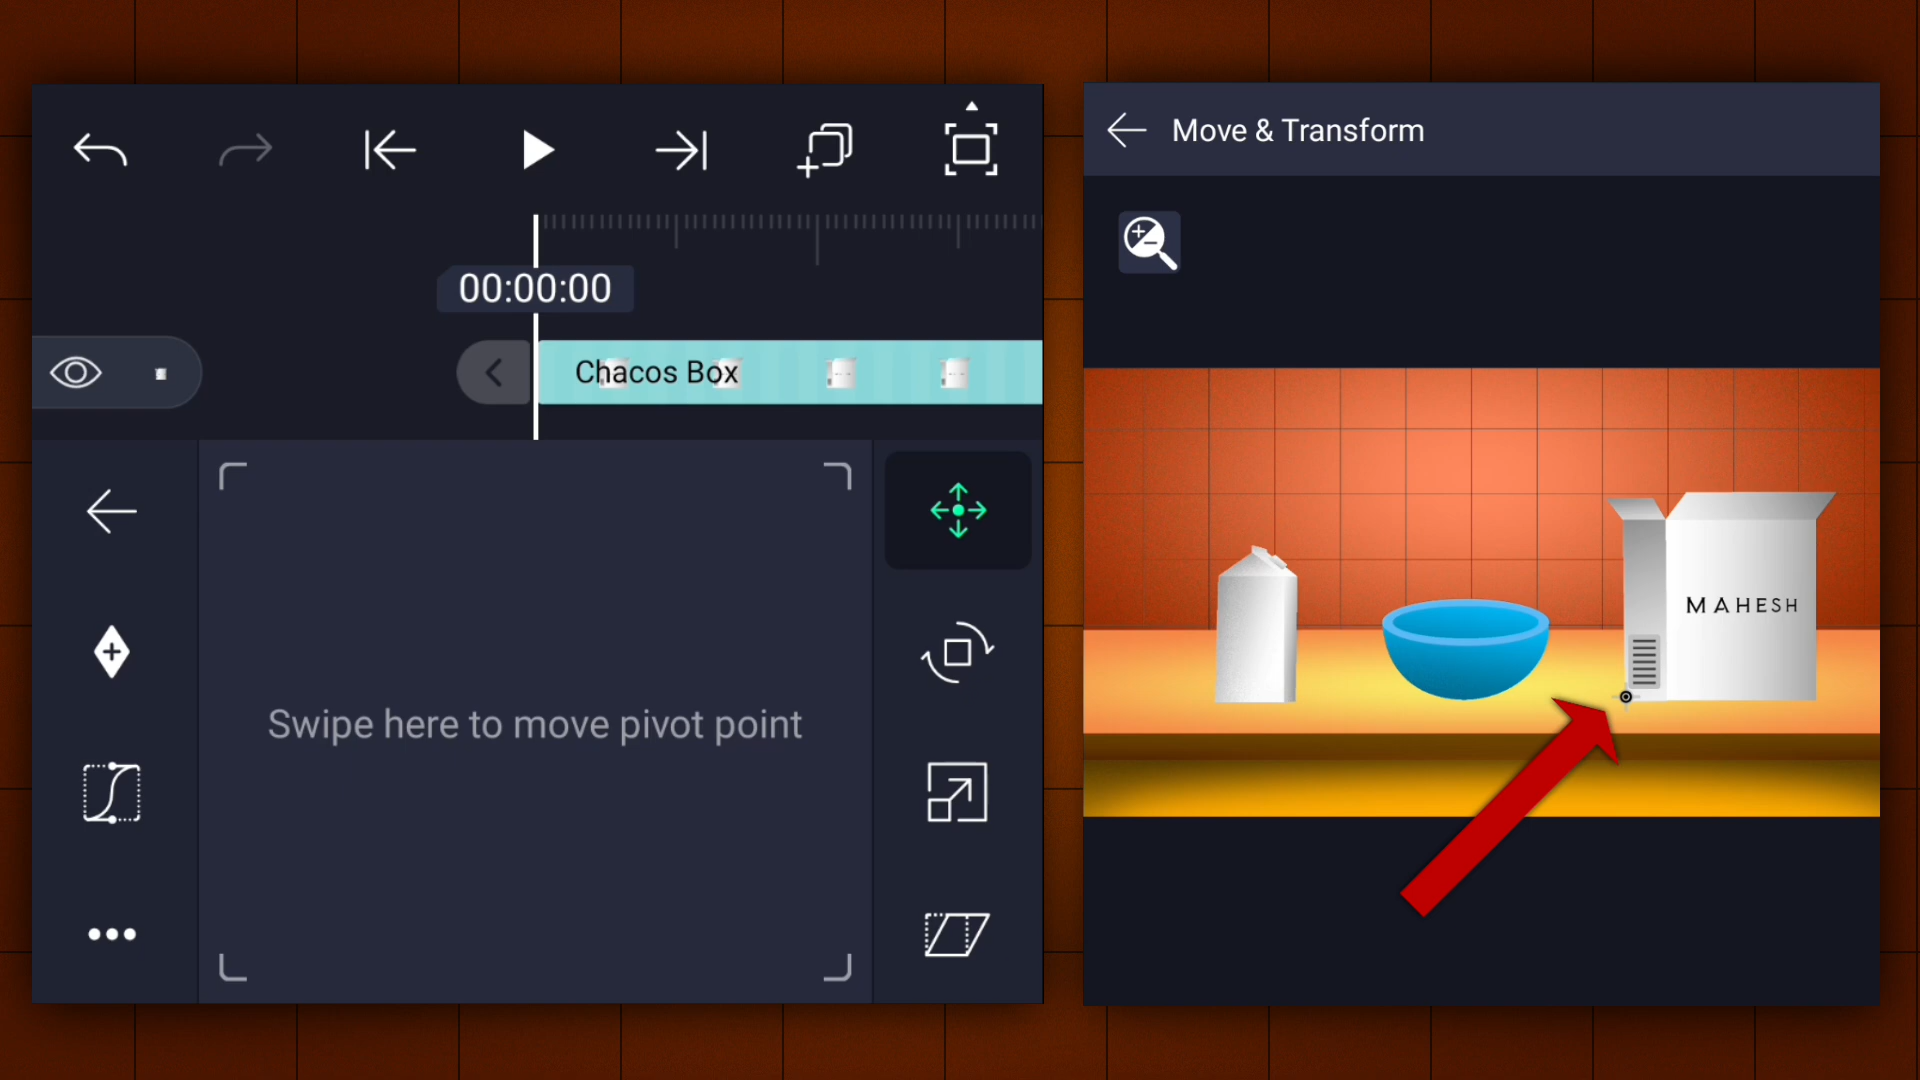 00:00:00
Chacos Box
Swipe here to move pivot point
Move & Transform
MAHESH